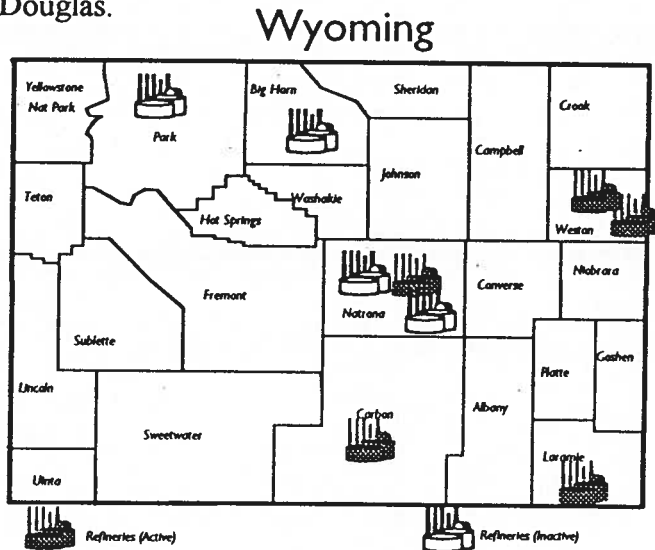 Douglas.
Wyoming
Yellowstone
Nat Park
Park
Big Horn
Sheridan
Crook
Campbell
Johnson
Teton
Washakie
Hot Springs
Weston
Fremont
Natrona
Converse
Niobrara
Sublette
Platte
Goshen
Lincoln
Sweetwater
Carbon
Albany
Laramie
Uinta
Refineries (Active)
Refineries (Inactive)